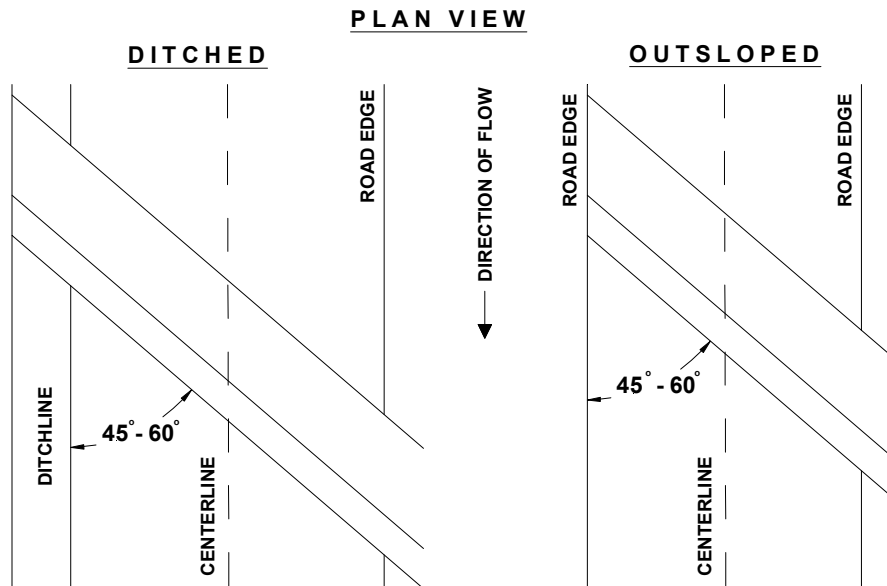 PLAN VIEW
DITCHED
OUTSLOPED
ROAD EDGE
DIRECTION OF FLOW
ROAD EDGE
ROAD EDGE
45°- 60°
45°- 60°
DITCHLINE
CENTERLINE
CENTERLINE